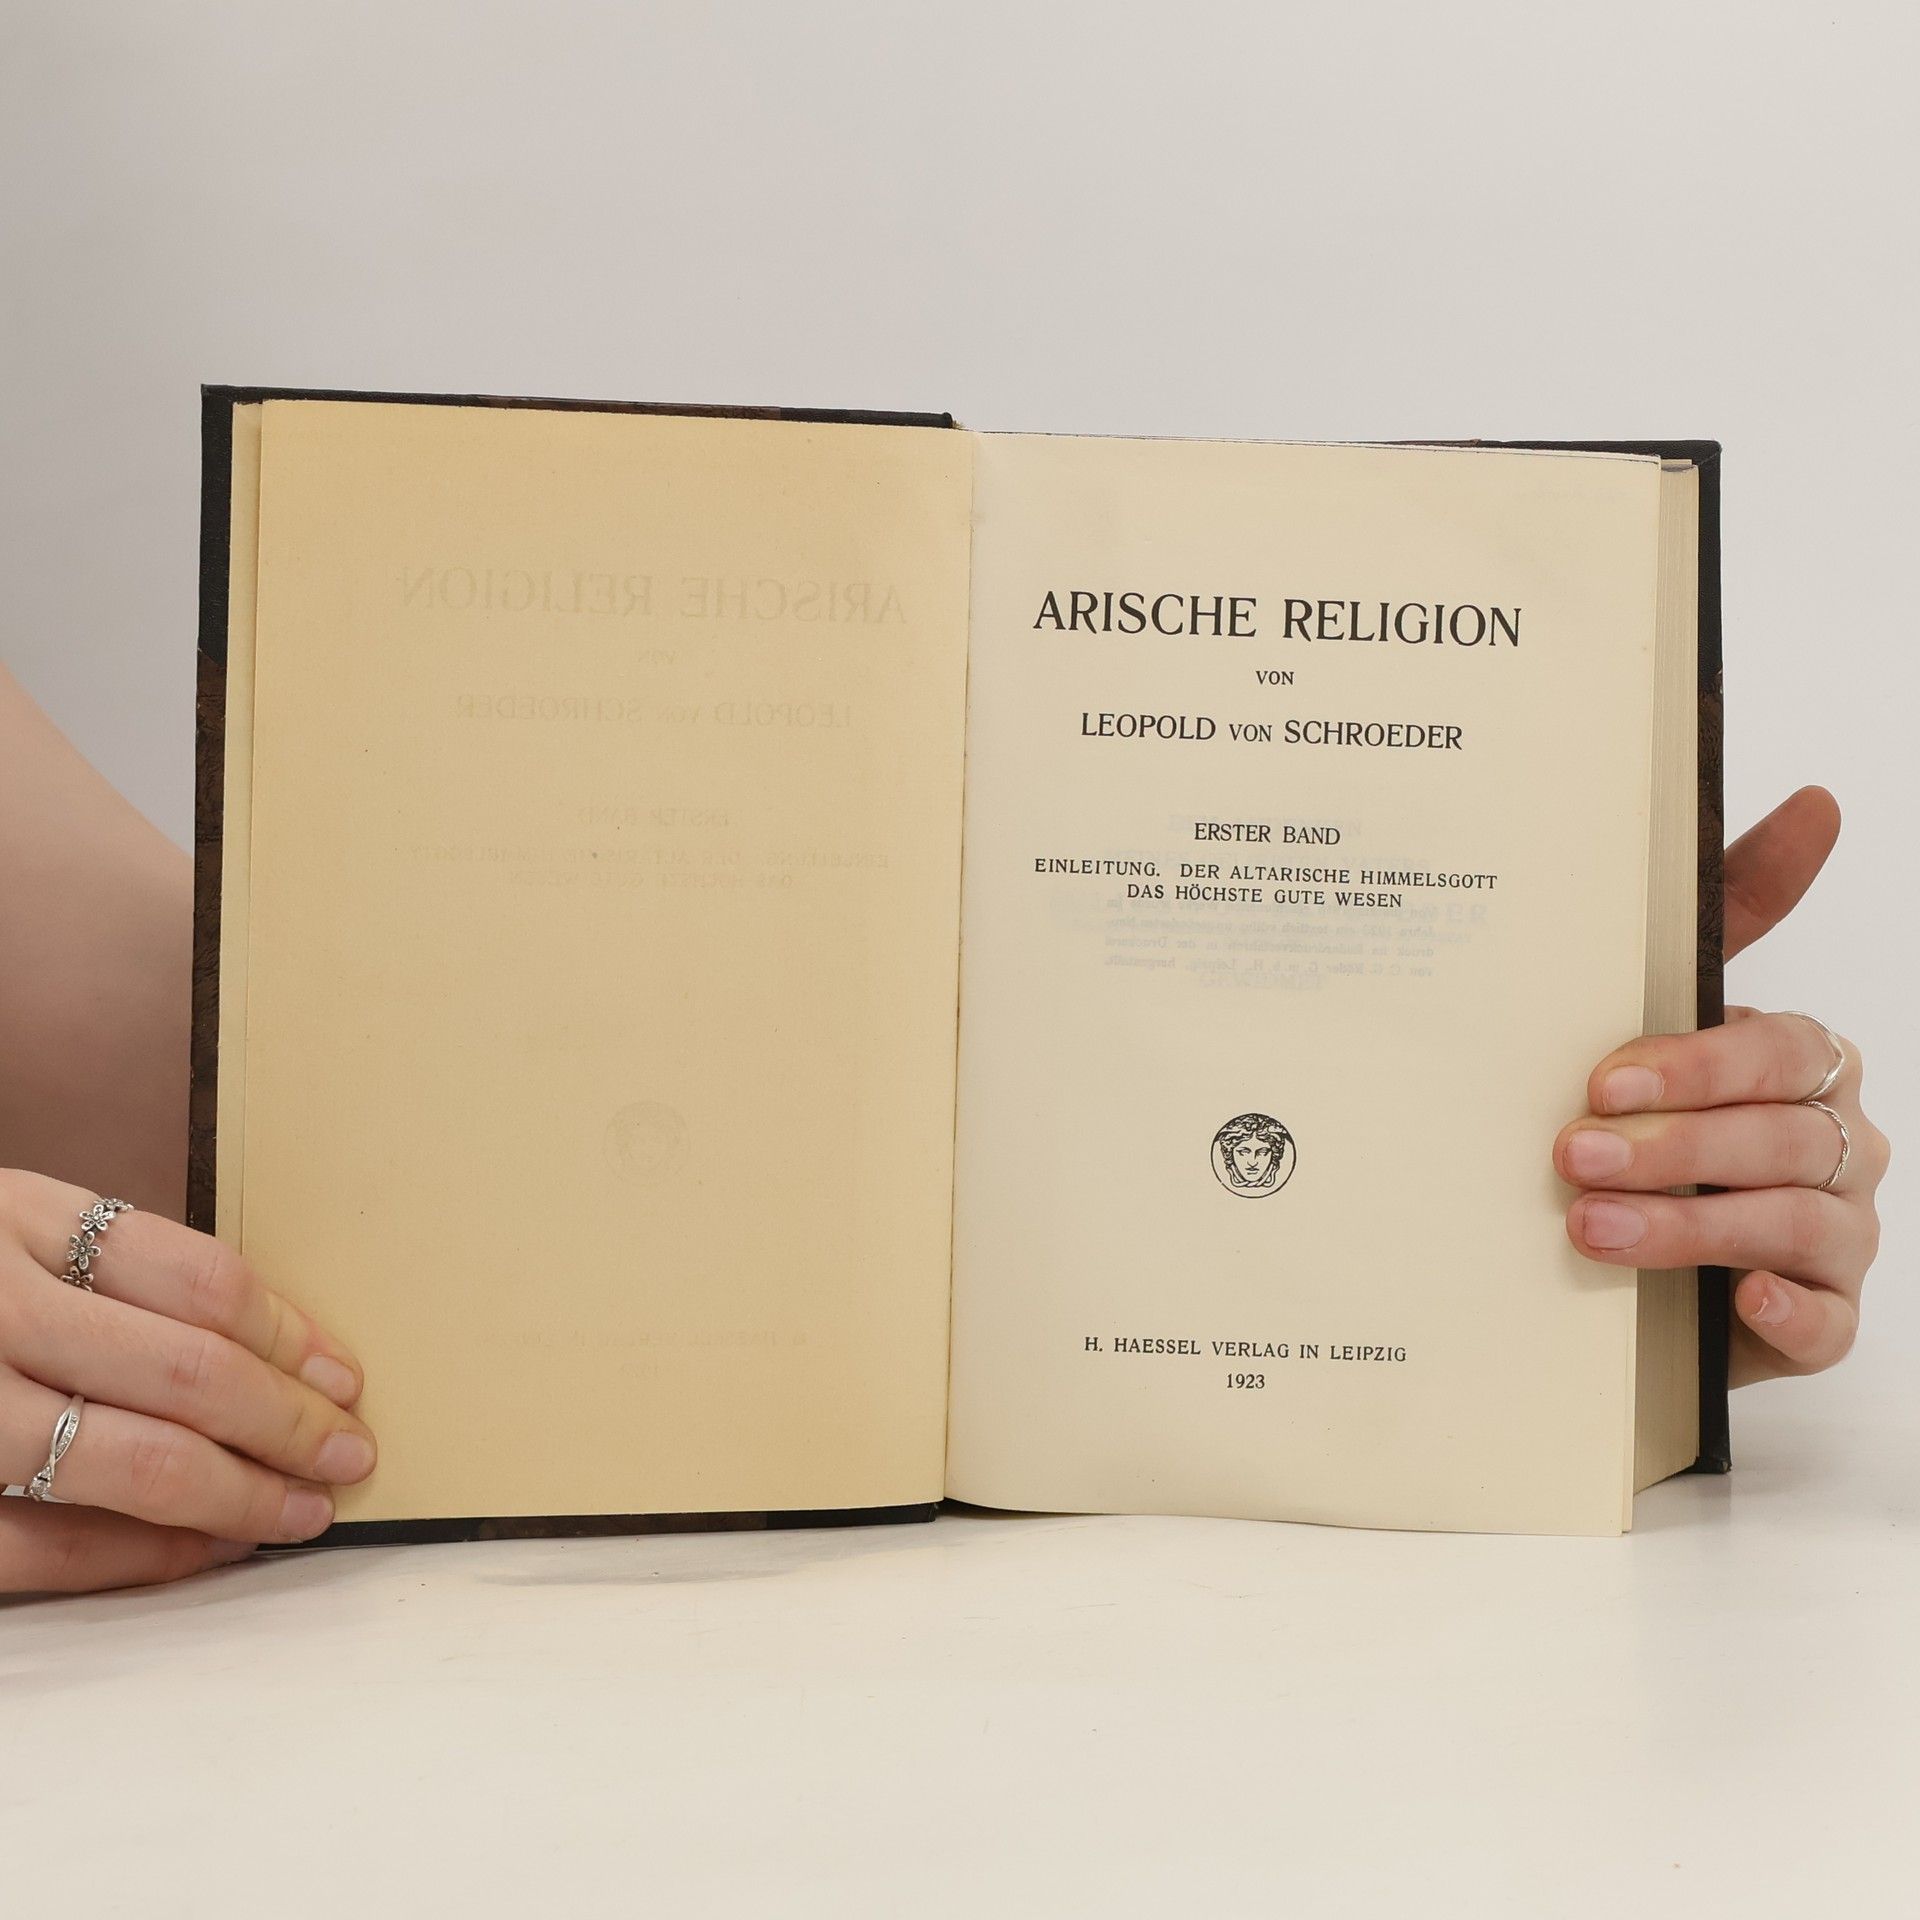 ARISCHE RELIGION
VON
LEOPOLD VON SCHROEDER
ERSTER BAND
EINLEITUNG. DER ALTARISCHE HIMMELSGOTT
DAS HÖCHSTE GUTE WESEN
H. HAESSEL VERLAG IN LEIPZIG
1923